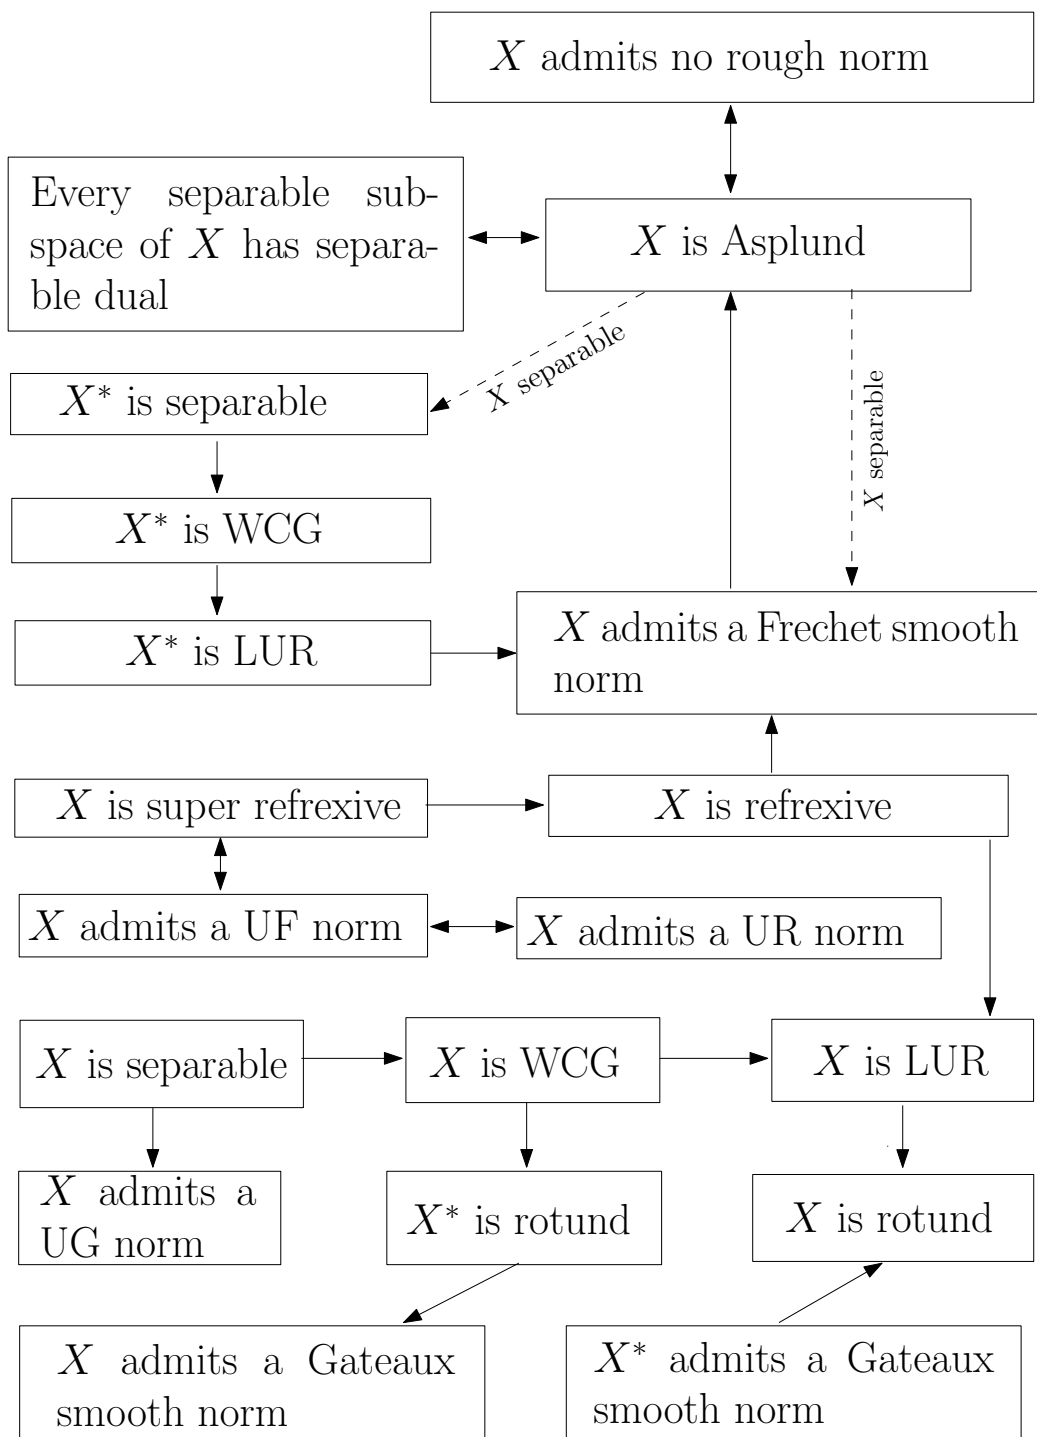 X admits no rough norm
Every separable sub-
space of X has separa-
ble dual
X is Asplund
X separable
X separable
X* is separable
X* is WCG
X* is LUR
X admits a Frechet smooth
norm
X is super refrexive
X is refrexive
X admits a UF norm
X admits a UR norm
X is separable
X is WCG
X is LUR
X admits a
UG norm
X* is rotund
X is rotund
X admits a Gateaux
smooth norm
X* admits a Gateaux
smooth norm